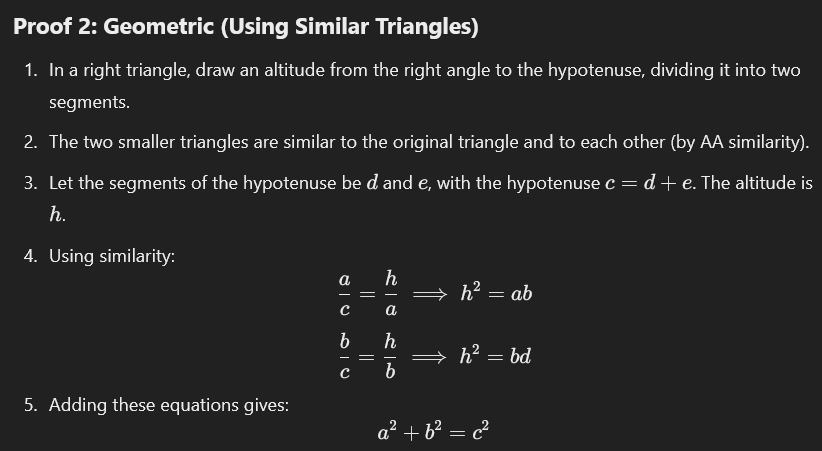 Proof 2: Geometric (Using Similar Triangles)
1. In a right triangle, draw an altitude from the right angle to the hypotenuse, dividing it into two
segments.
2. The two smaller triangles are similar to the original triangle and to each other (by AA similarity).
3. Let the segments of the hypotenuse be d and e, with the hypotenuse c = d + e. The altitude is
h.
4. Using similarity:
a/c = h/a ⟹ h² = ab
b/c = h/b ⟹ h² = bd
5. Adding these equations gives:
a² + b² = c²